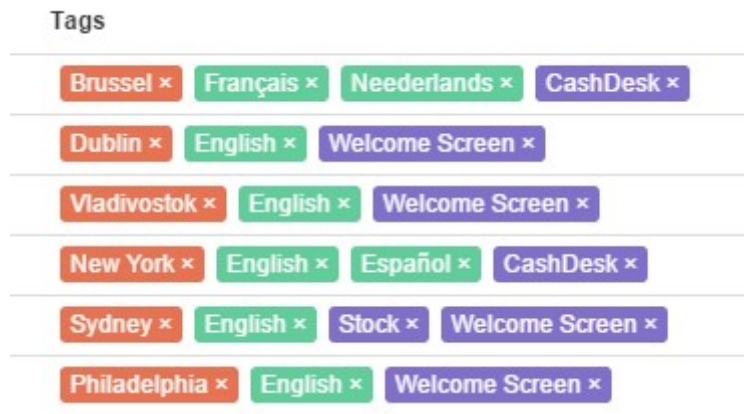 Tags
Brussel × Français × Neederlands × CashDesk ×
Dublin × English × Welcome Screen ×
Vladivostok × English × Welcome Screen ×
New York × English × Español × CashDesk ×
Sydney × English × Stock × Welcome Screen ×
Philadelphia × English × Welcome Screen ×